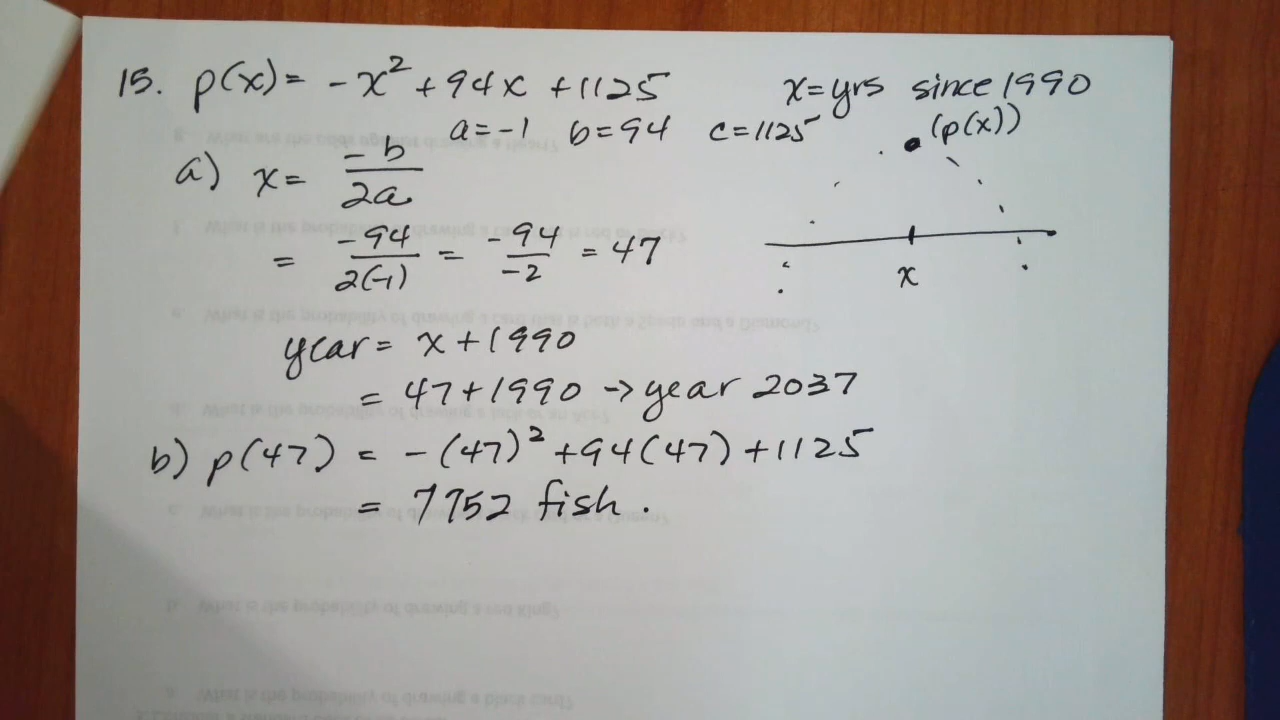 15. p(x) = -x² + 94x + 1125 x = yrs since 1990
a = -1 b = 94 c = 1125 (p(x))
a) x = -b/2a
= -94/2(-1) = -94/-2 = 47
x
year = x + 1990
= 47 + 1990 → year 2037
b) p(47) = -(47)² + 94(47) + 1125
= 7752 fish.